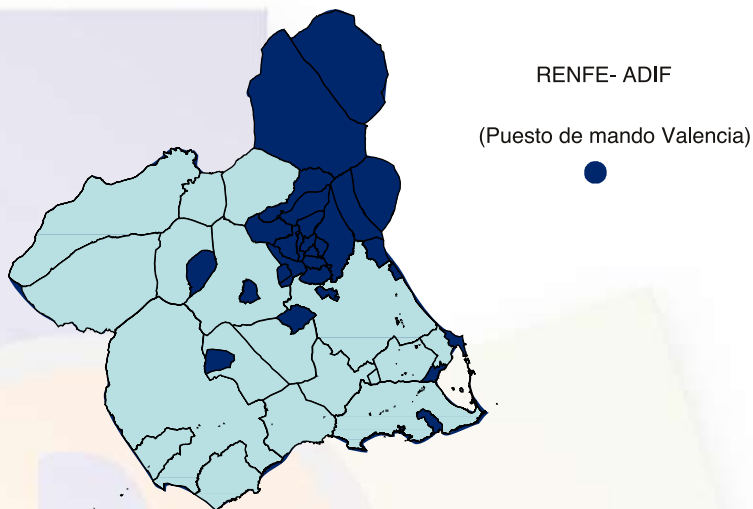 RENFE- ADIF
(Puesto de mando Valencia)